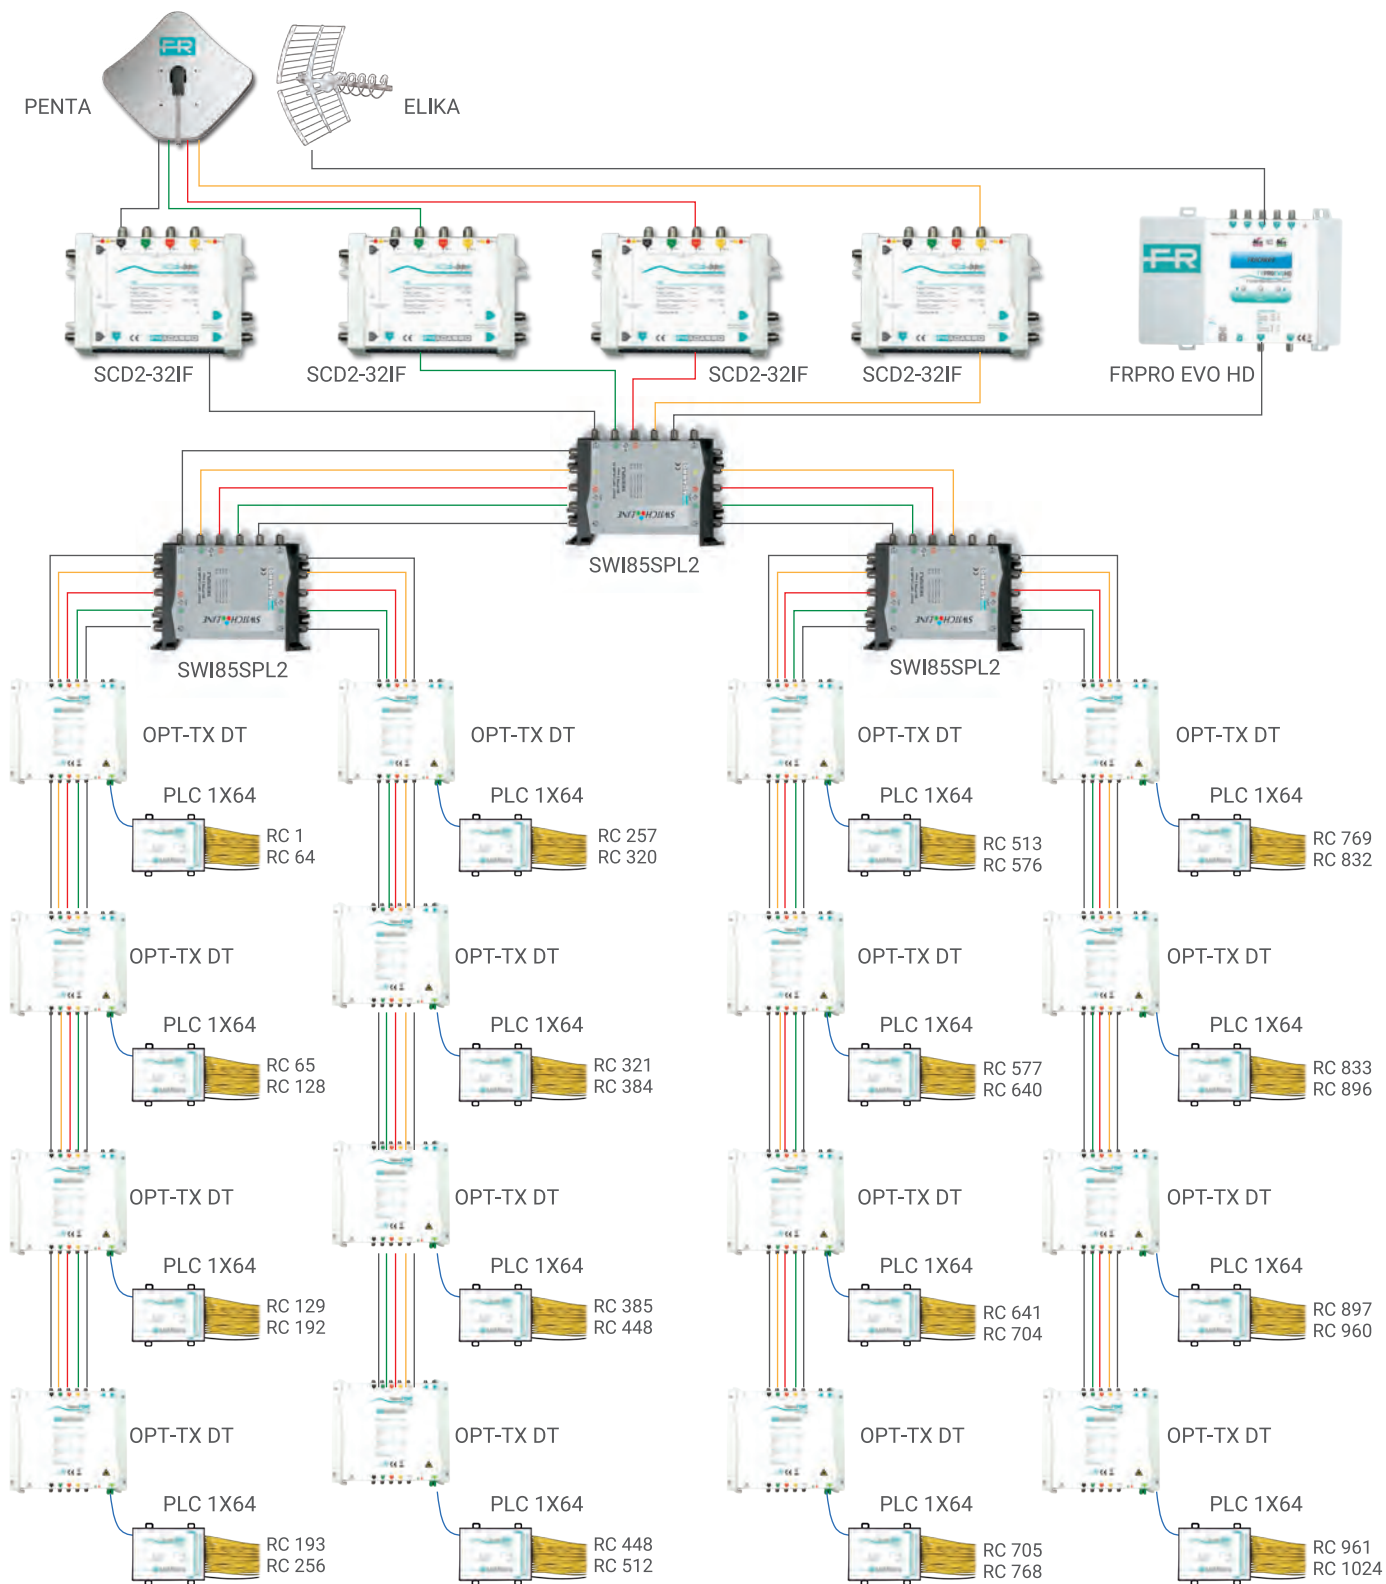 FR
PENTA
ELIKA
FR
SCD2-32IF
SCD2-32IF
SCD2-32IF
SCD2-32IF
FRPRO EVO HD
SWITCH LINE
SWI85SPL2
SWITCH LINE
SWITCH LINE
SWI85SPL2
SWI85SPL2
OPT-TX DT
OPT-TX DT
OPT-TX DT
OPT-TX DT
PLC 1X64
PLC 1X64
PLC 1X64
PLC 1X64
RC 1
RC 64
RC 257
RC 320
RC 513
RC 576
RC 769
RC 832
OPT-TX DT
OPT-TX DT
OPT-TX DT
OPT-TX DT
PLC 1X64
PLC 1X64
PLC 1X64
PLC 1X64
RC 65
RC 128
RC 321
RC 384
RC 577
RC 640
RC 833
RC 896
OPT-TX DT
OPT-TX DT
OPT-TX DT
OPT-TX DT
PLC 1X64
PLC 1X64
PLC 1X64
PLC 1X64
RC 129
RC 192
RC 385
RC 448
RC 641
RC 704
RC 897
RC 960
OPT-TX DT
OPT-TX DT
OPT-TX DT
OPT-TX DT
PLC 1X64
PLC 1X64
PLC 1X64
PLC 1X64
RC 193
RC 256
RC 448
RC 512
RC 705
RC 768
RC 961
RC 1024